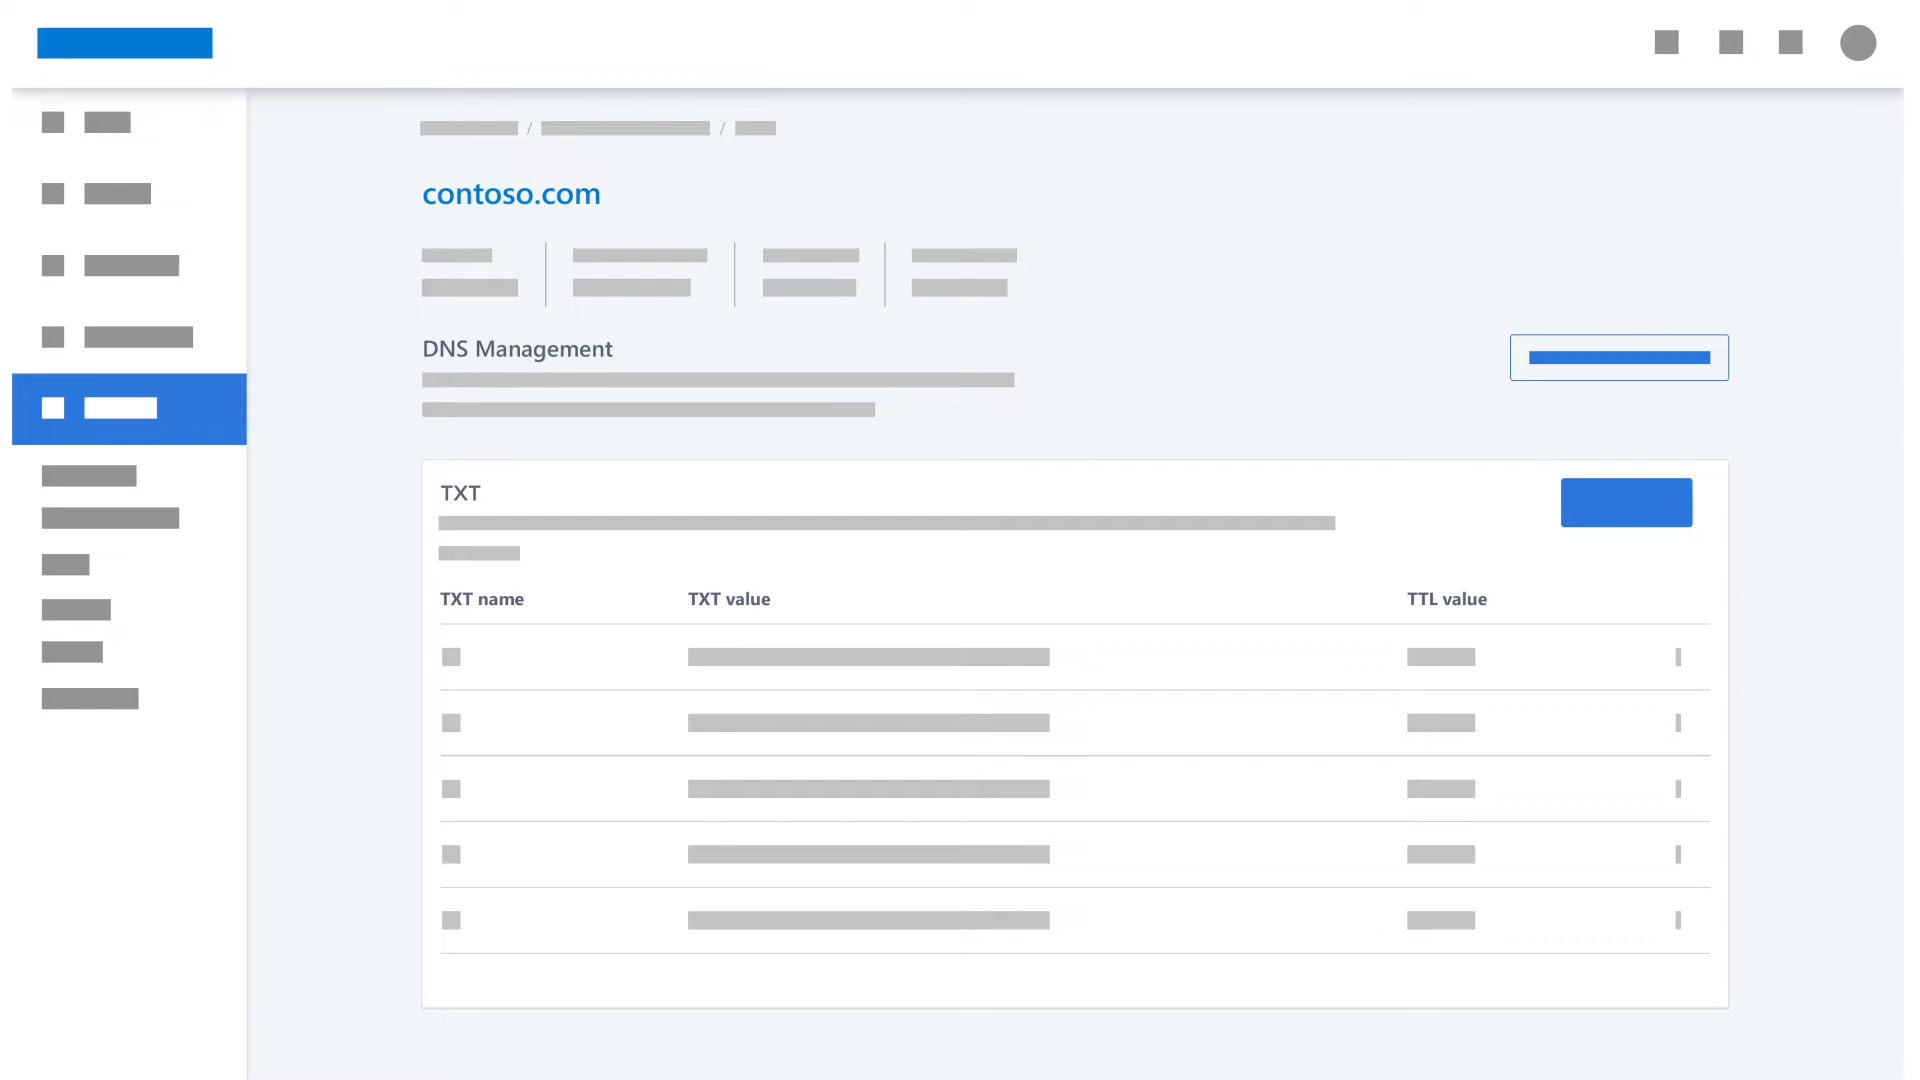 / /
contoso.com
DNS Management
TXT
TXT name TXT value TTL value